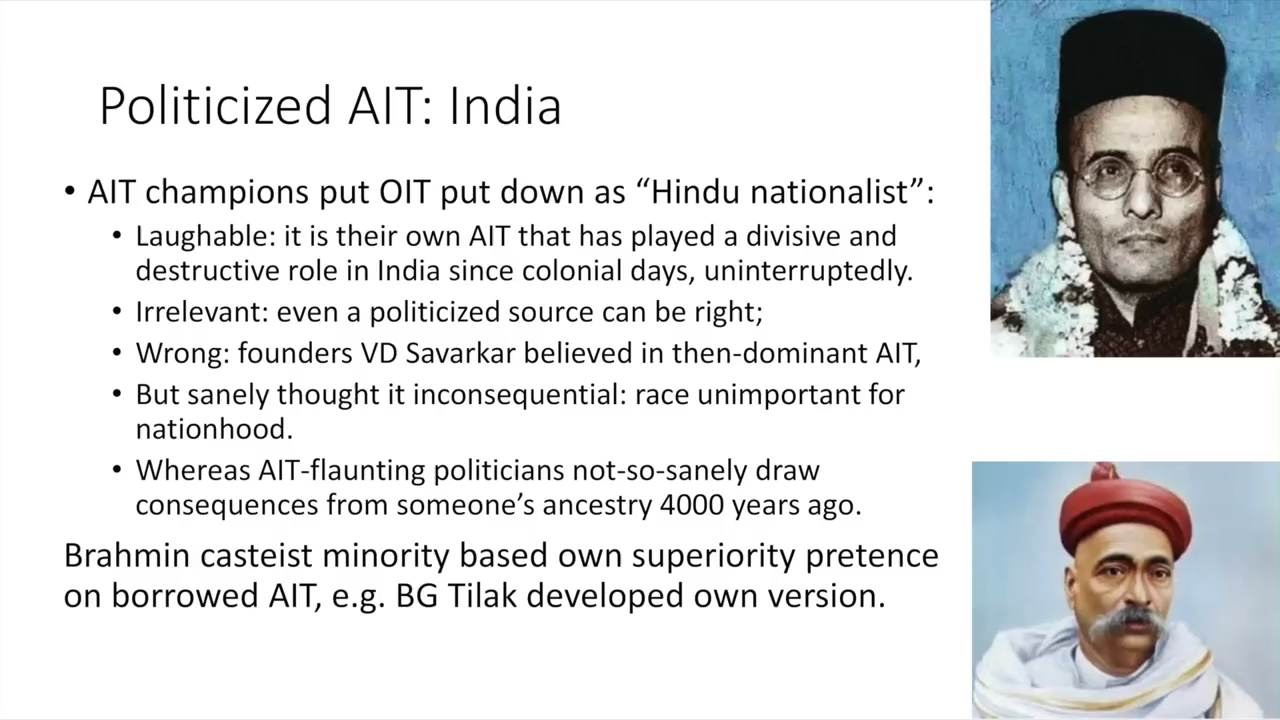 Politicized AIT: India
• AIT champions put OIT put down as “Hindu nationalist”:
• Laughable: it is their own AIT that has played a divisive and
destructive role in India since colonial days, uninterruptedly.
• Irrelevant: even a politicized source can be right;
• Wrong: founders VD Savarkar believed in then-dominant AIT,
• But sanely thought it inconsequential: race unimportant for
nationhood.
• Whereas AIT-flaunting politicians not-so-sanely draw
consequences from someone’s ancestry 4000 years ago.
Brahmin casteist minority based own superiority pretence
on borrowed AIT, e.g. BG Tilak developed own version.